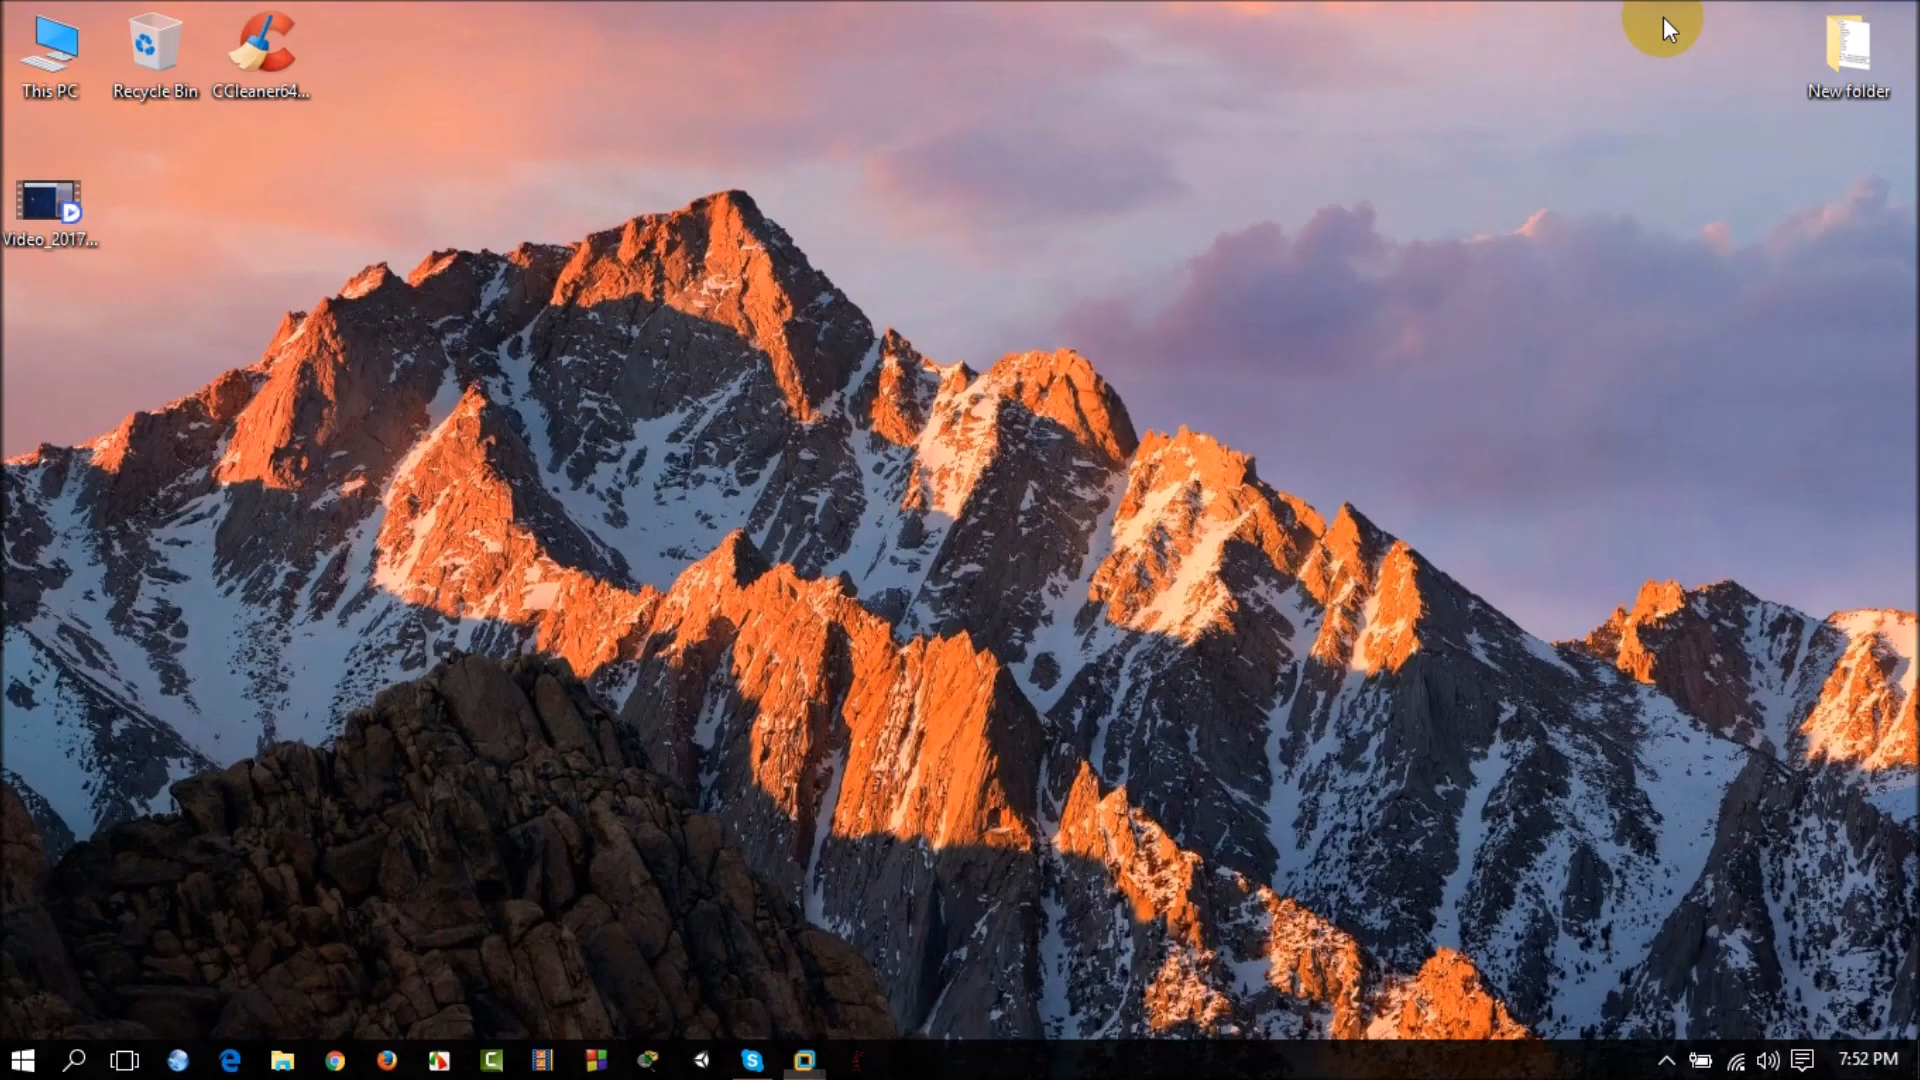 This PC
Recycle Bin
CCleaner64...
New folder
Video_2017...
7:52 PM